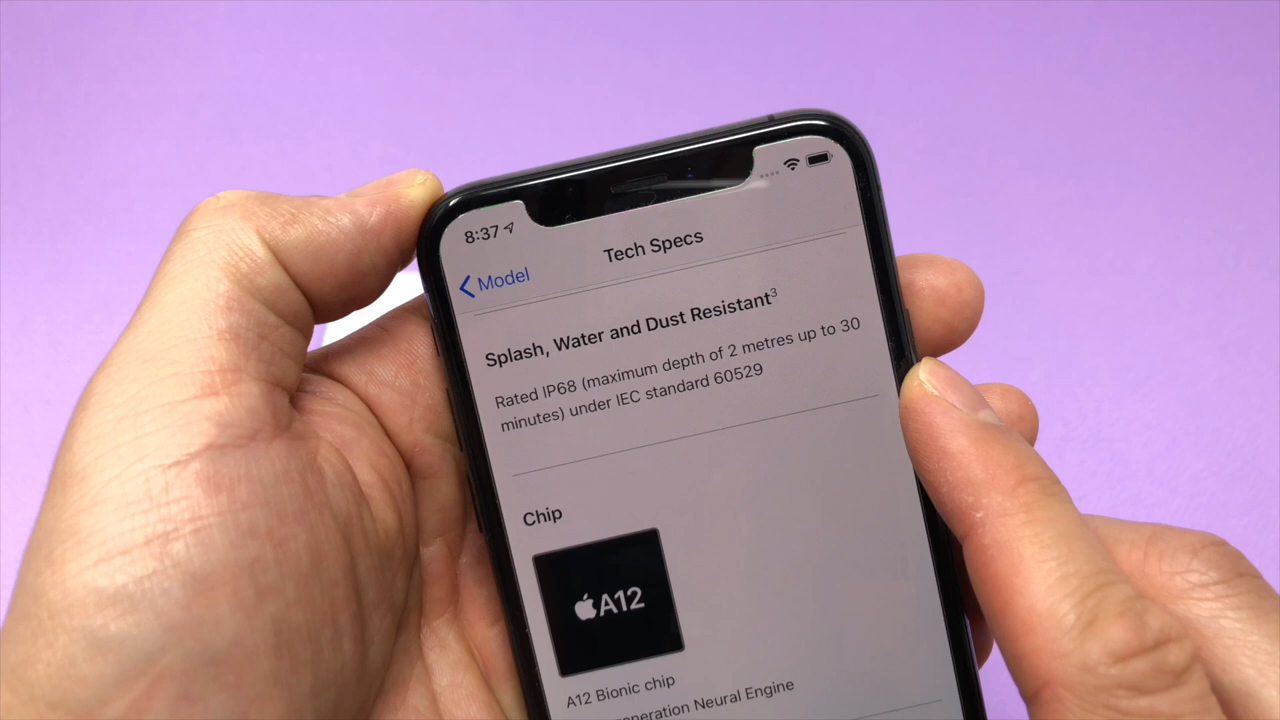 8:37
Model
Tech Specs
Splash, Water and Dust Resistant³
Rated IP68 (maximum depth of 2 metres up to 30
minutes) under IEC standard 60529
Chip
A12
A12 Bionic chip
Neural Engine